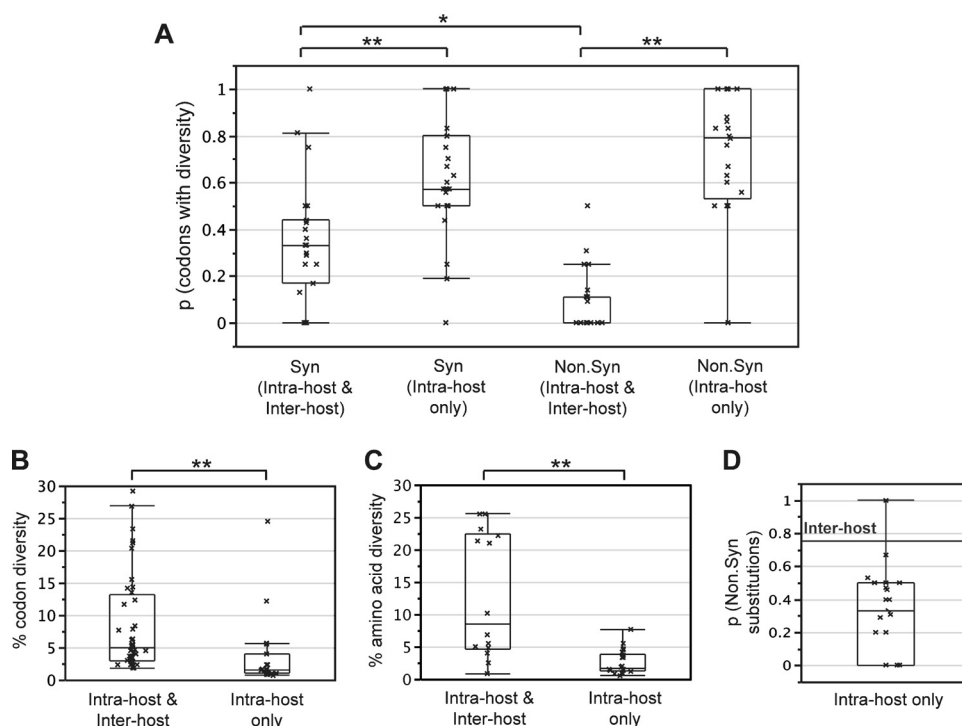 A
*
**
**
p (codons with diversity)
1
0.8
0.6
0.4
0.2
0
Syn
(Intra-host &
Inter-host)
Syn
(Intra-host
only)
Non.Syn
(Intra-host &
Inter-host)
Non.Syn
(Intra-host
only)
B
**
% codon diversity
30
25
20
15
10
5
0
Intra-host &
Inter-host
Intra-host
only
C
**
% amino acid diversity
30
25
20
15
10
5
0
Intra-host &
Inter-host
Intra-host
only
D
p (Non.Syn
substitutions)
1
0.8
0.6
0.4
0.2
0
Inter-host
Intra-host only